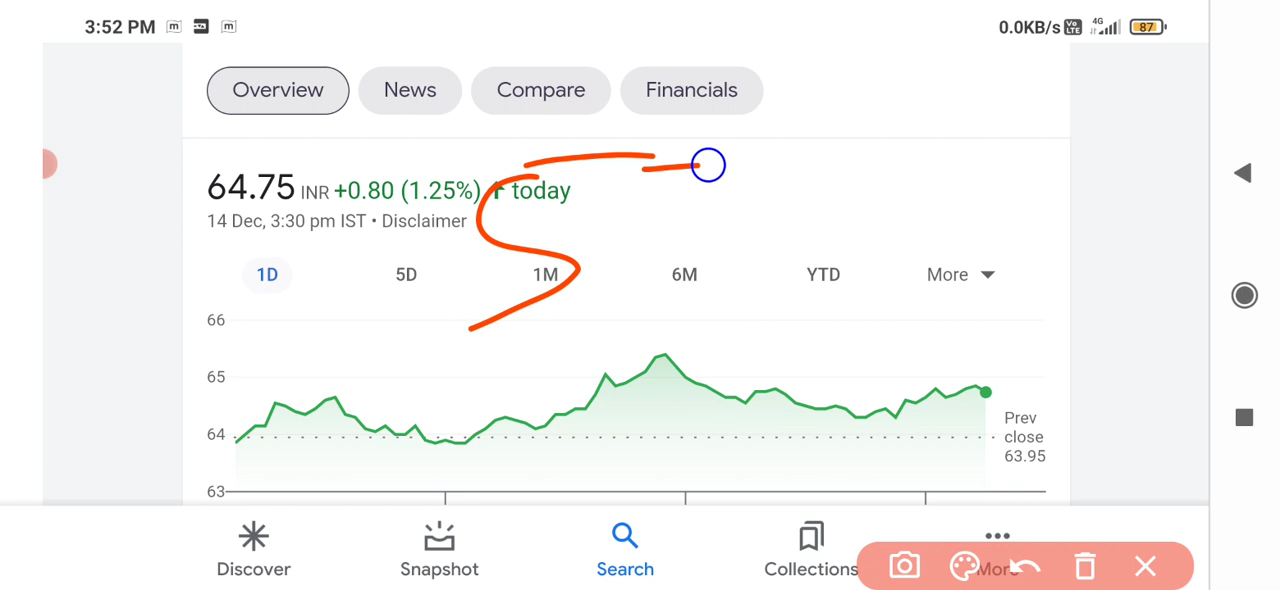 3:52 PM
0.0KB/s Vo LTE 4G 87
Overview News Compare Financials
64.75 INR +0.80 (1.25%) ↑ today
14 Dec, 3:30 pm IST • Disclaimer
1D 5D 1M 6M YTD More
66
65
64
63
Prev
close
63.95
Discover Snapshot Search Collections More